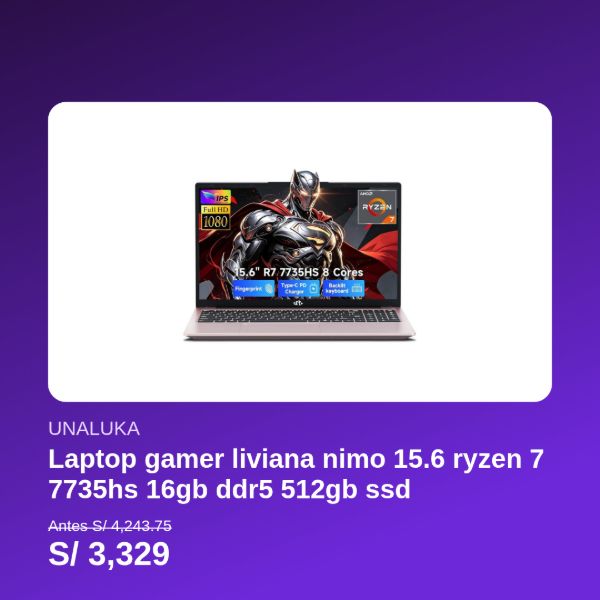 IPS
Full HD
1080
AMD
RYZEN
7
15.6" R7 7735HS 8 Cores
Fingerprint
Type-C PD
Charger
Backlit
keyboard
UNALUKA
Laptop gamer liviana nimo 15.6 ryzen 7
7735hs 16gb ddr5 512gb ssd
Antes S/ 4,243.75
S/ 3,329